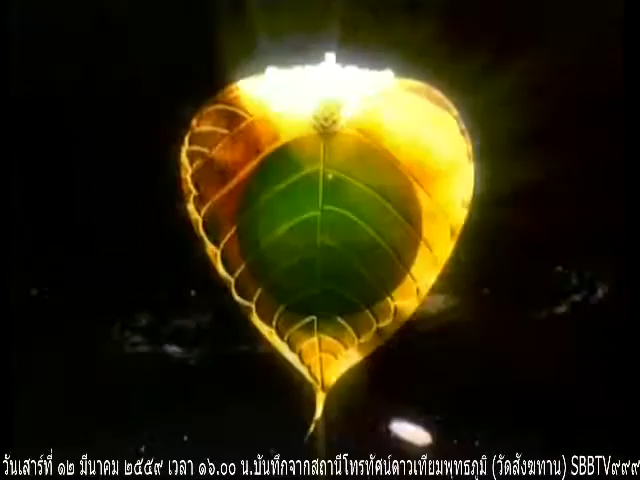 วันเสาร์ที่ ๑๒ มีนาคม ๒๕๕๙ เวลา ๑๖.๐๐ น.บันทึกจากสถานีโทรทัศน์ดาวเทียมพุทธภูมิ (วัดสังฆทาน) SBBTV๙๙๙